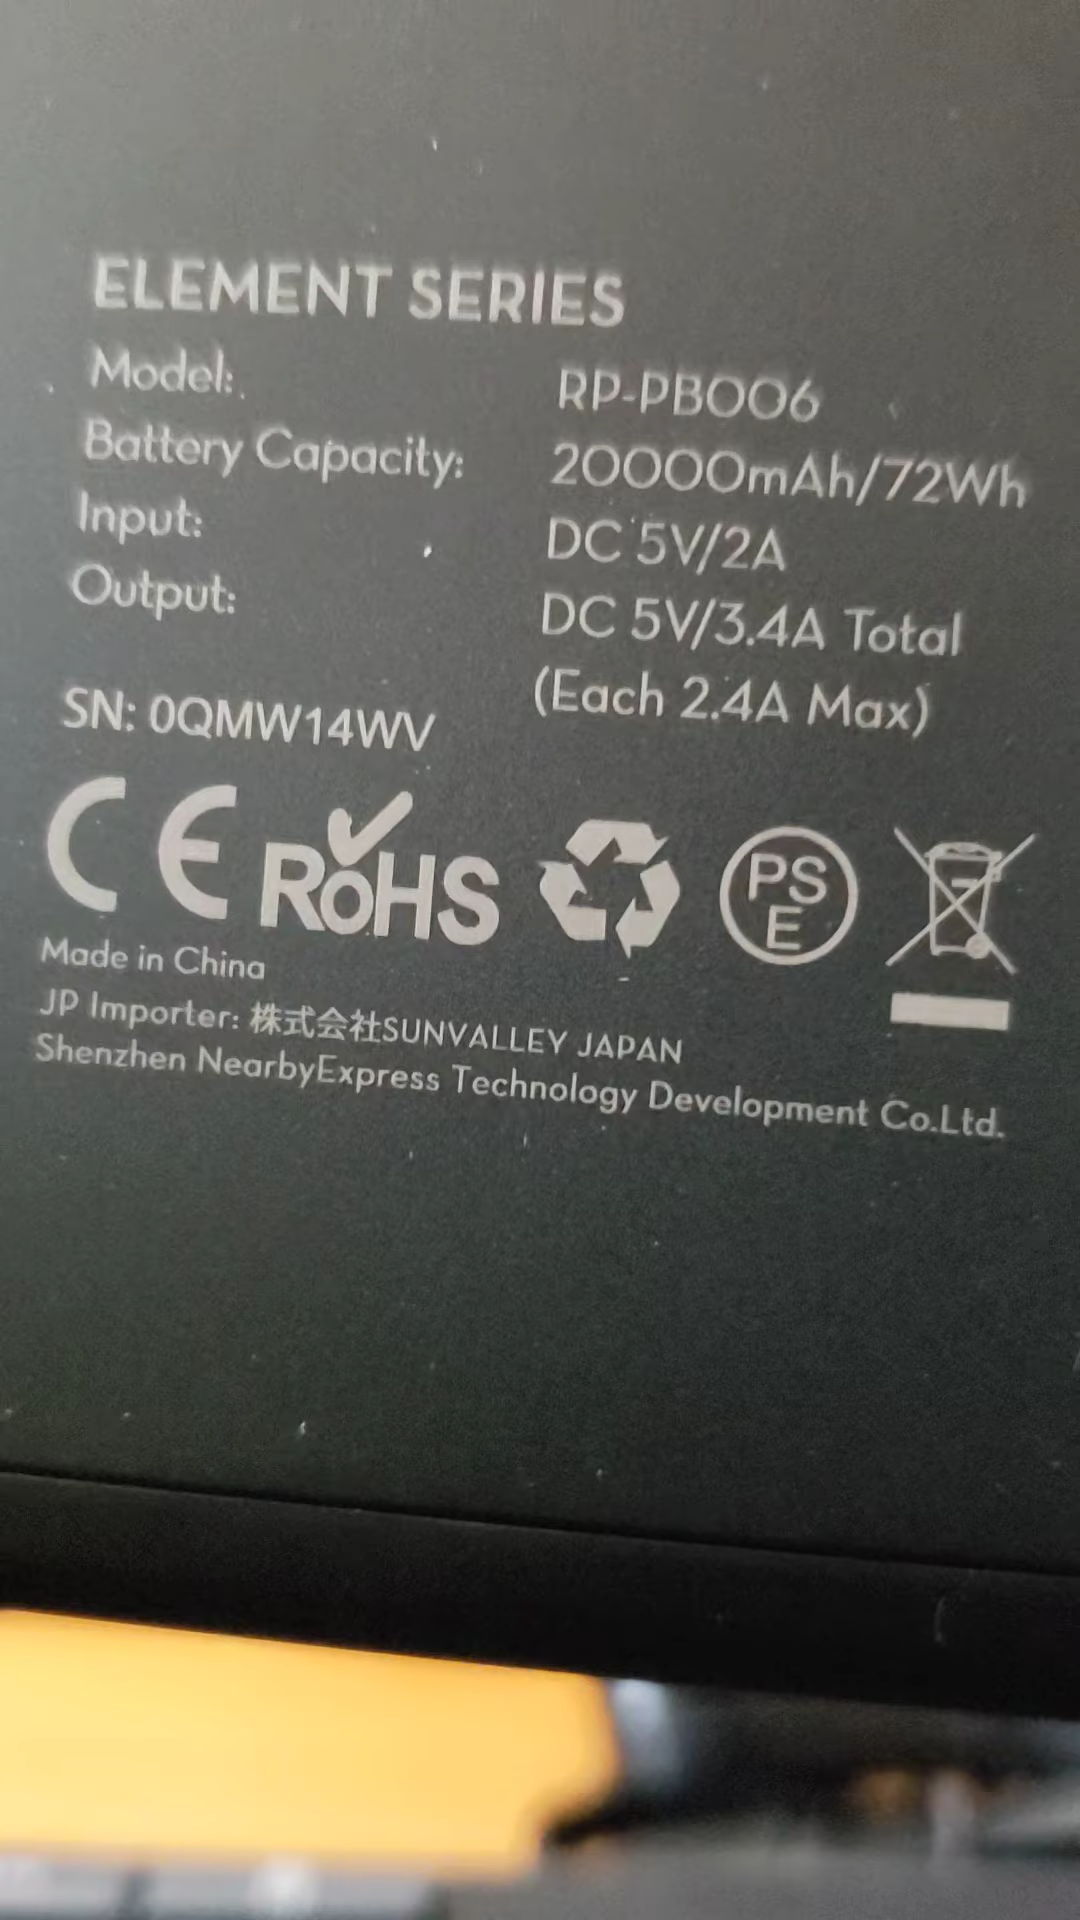 ELEMENT SERIES
Model: RP-PB006
Battery Capacity: 20000mAh/72Wh
Input: DC 5V/2A
Output: DC 5V/3.4A Total
(Each 2.4A Max)
SN: 0QMW14WV
CE RoHS PSE
Made in China
JP Importer: 株式会社SUNVALLEY JAPAN
Shenzhen NearbyExpress Technology Development Co.Ltd.